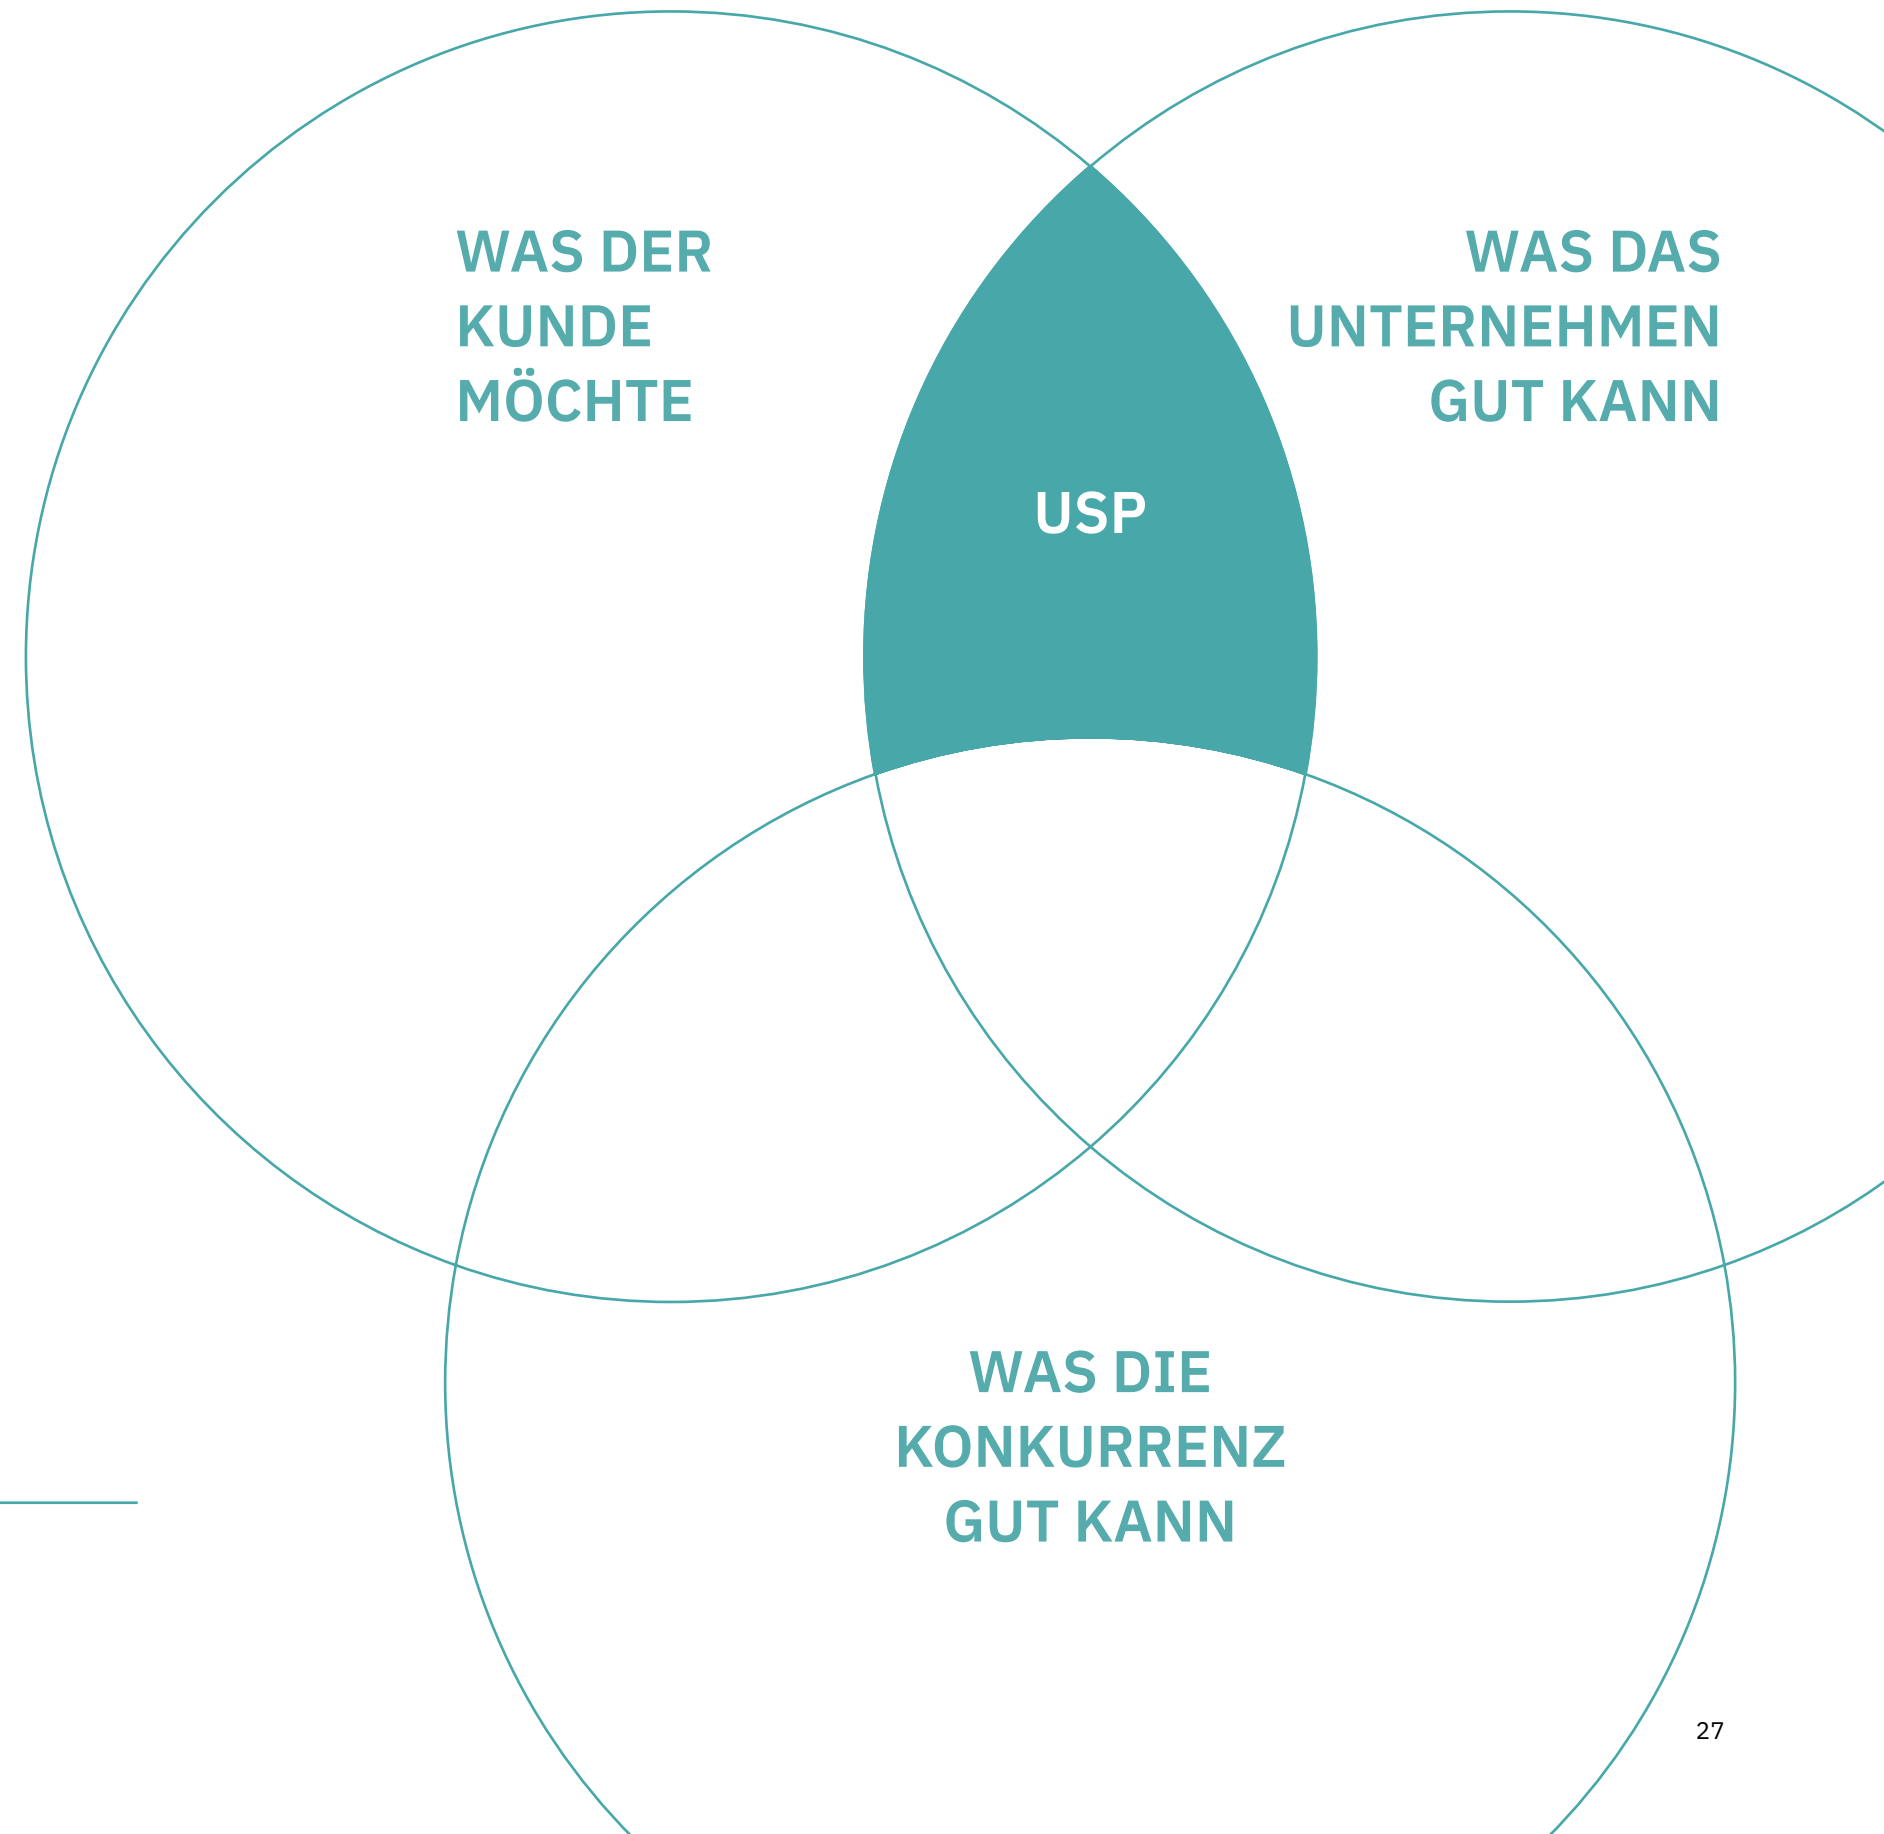 WAS DER
KUNDE
MÖCHTE
WAS DAS
UNTERNEHMEN
GUT KANN
USP
WAS DIE
KONKURRENZ
GUT KANN
27